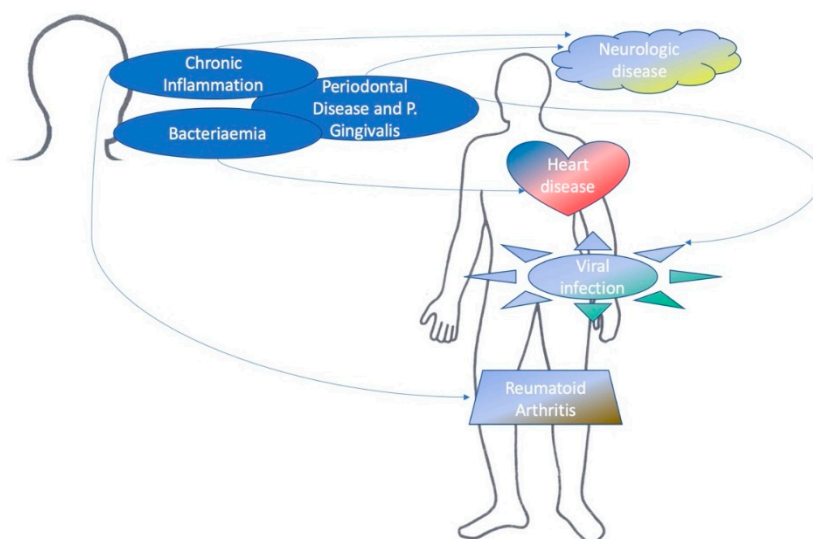 Chronic
Inflammation
Periodontal
Disease and P.
Gingivalis
Bacteriaemia
Neurologic
disease
Heart
disease
Viral
infection
Reumatoid
Arthritis